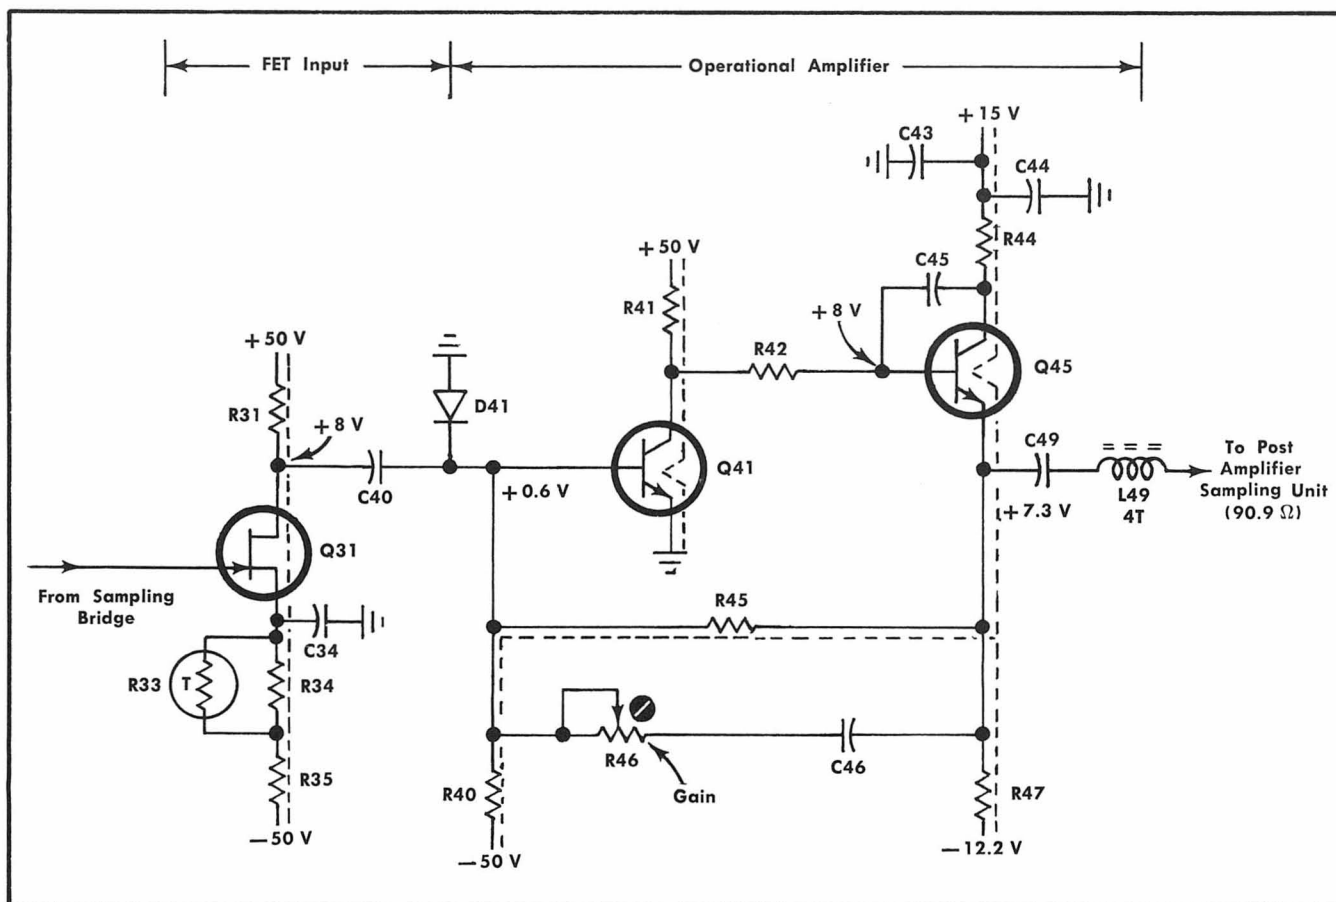 FET Input
Operational Amplifier
+15 V
C43
C44
R44
+50 V
C45
R41
+8 V
R42
Q45
+50 V
D41
R31
+8 V
C49
To Post
Amplifier
Sampling Unit
(90.9 Ω)
Q41
C40
+0.6 V
+7.3 V
L49
4T
Q31
From Sampling
Bridge
R45
C34
R33
T
R34
R46
C46
R35
R40
Gain
R47
—50 V
—50 V
—12.2 V